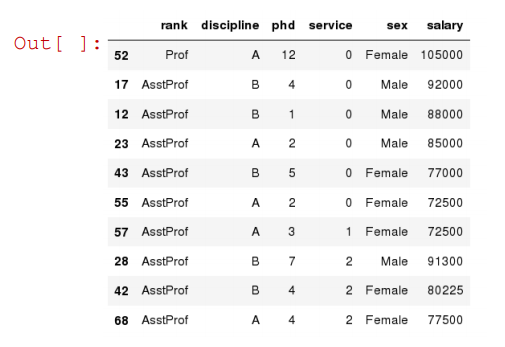 rank discipline phd service sex salary
Out[ ]:
52 Prof A 12 0 Female 105000
17 AsstProf B 4 0 Male 92000
12 AsstProf B 1 0 Male 88000
23 AsstProf A 2 0 Male 85000
43 AsstProf B 5 0 Female 77000
55 AsstProf A 2 0 Female 72500
57 AsstProf A 3 1 Female 72500
28 AsstProf B 7 2 Male 91300
42 AsstProf B 4 2 Female 80225
68 AsstProf A 4 2 Female 77500